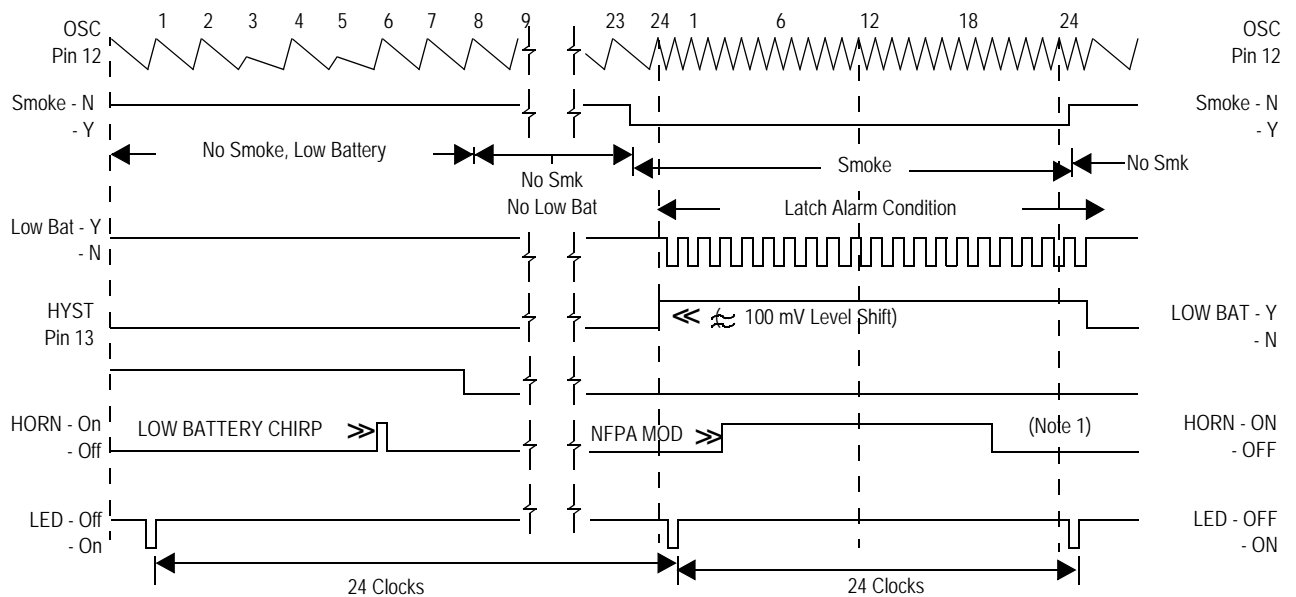 1 2 3 4 5 6 7 8 9 23 24 1 6 12 18 24
OSC
Pin 12
OSC
Pin 12
Smoke - N
- Y
Smoke - N
- Y
No Smoke, Low Battery
No Smk
No Low Bat
Smoke
No Smk
Latch Alarm Condition
Low Bat - Y
- N
HYST
Pin 13
<< 100 mV Level Shift)
LOW BAT - Y
- N
HORN - On
- Off
LOW BATTERY CHIRP >>
NFPA MOD >>
(Note 1)
HORN - ON
- OFF
LED - Off
- On
LED - OFF
- ON
24 Clocks
24 Clocks